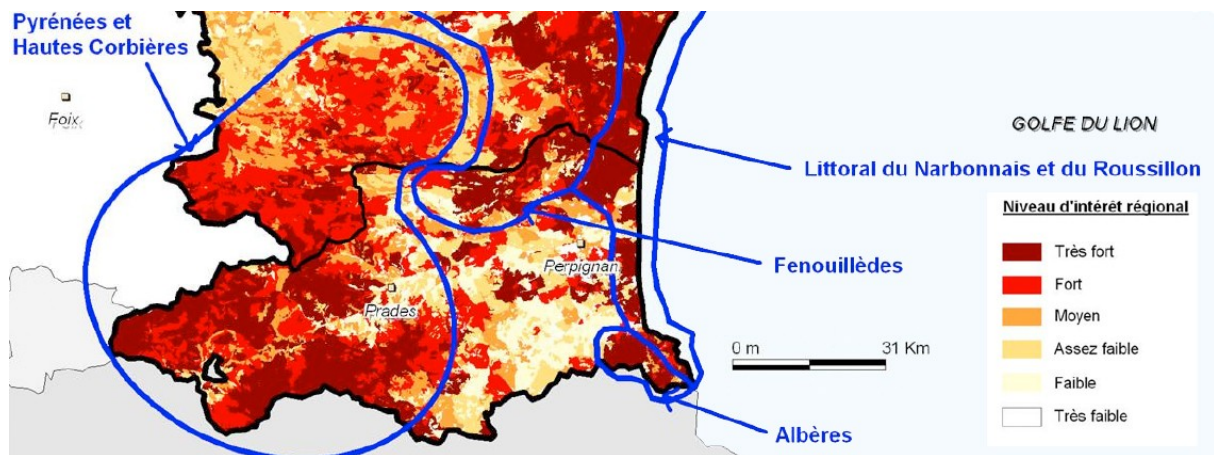 Pyrénées et
Hautes Corbières
Foix
GOLFE DU LION
Littoral du Narbonnais et du Roussillon
Niveau d'intérêt régional
Très fort
Fort
Moyen
Assez faible
Faible
Très faible
Perpignan
Fenouillèdes
Prades
0 m
31 Km
Albères